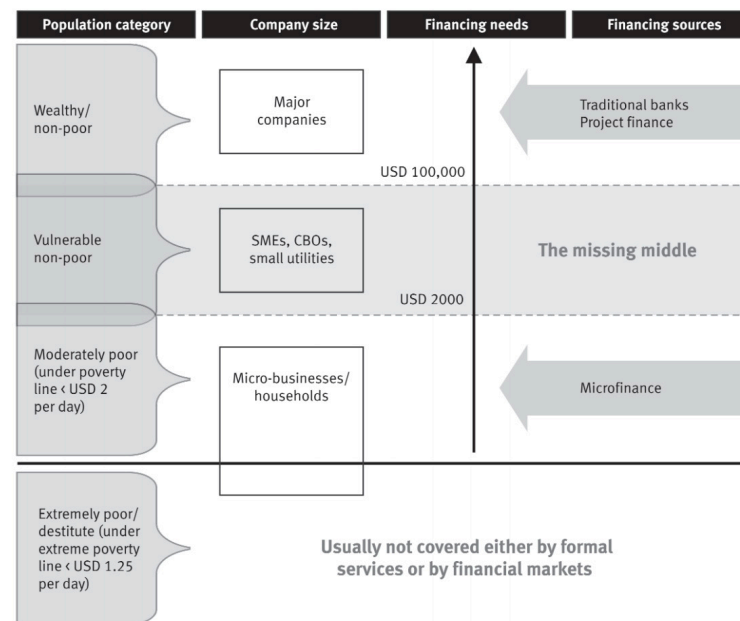 Population category
Company size
Financing needs
Financing sources
Wealthy/
non-poor
Major
companies
Traditional banks
Project finance
USD 100,000
Vulnerable
non-poor
SMEs, CBOs,
small utilities
The missing middle
USD 2000
Moderately poor
(under poverty
line < USD 2
per day)
Micro-businesses/
households
Microfinance
Extremely poor/
destitute (under
extreme poverty
line < USD 1.25
per day)
Usually not covered either by formal
services or by financial markets